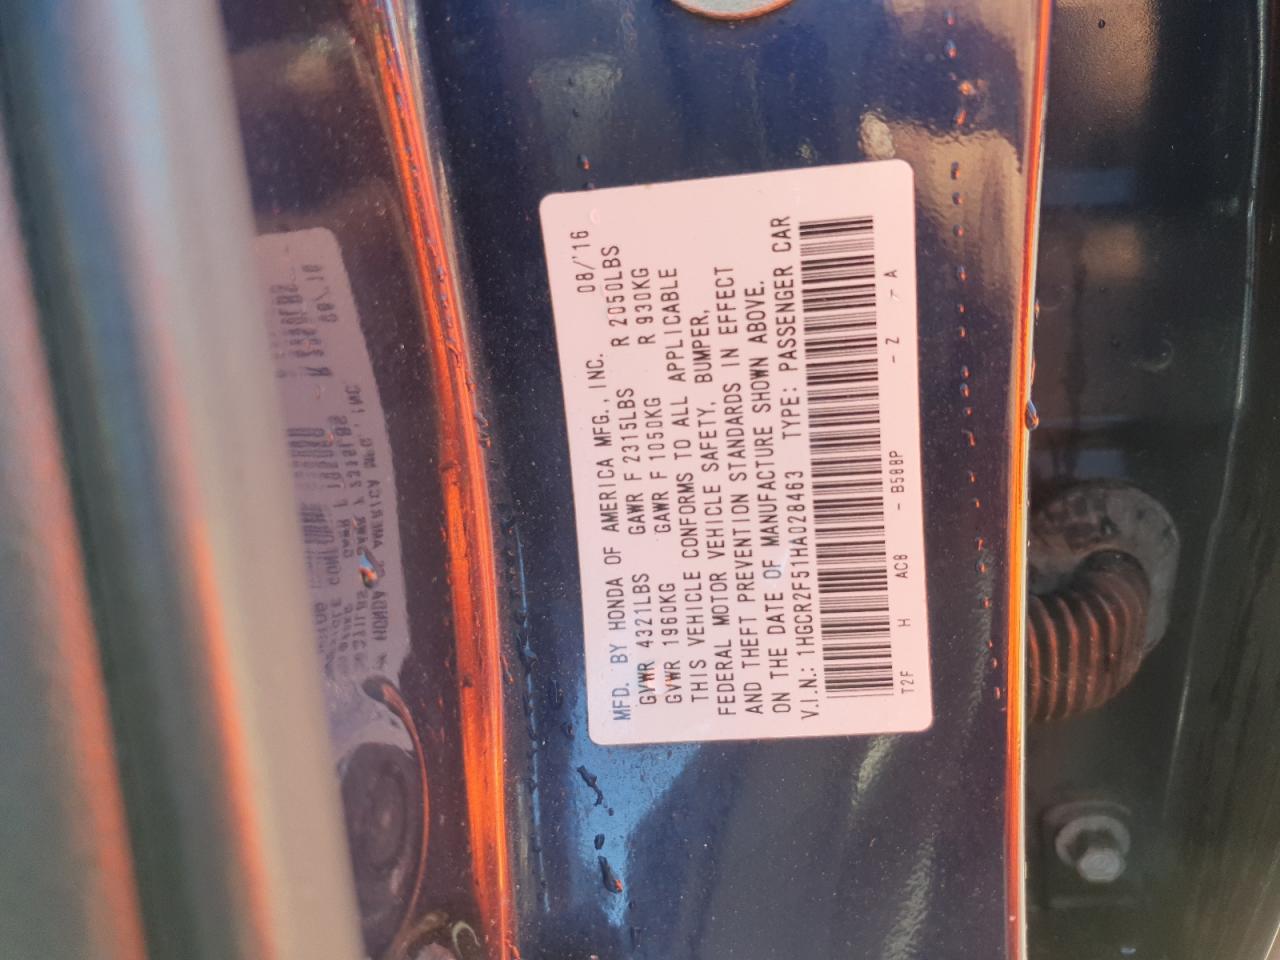 MFD. BY HONDA OF AMERICA MFG., INC. 08/'16
GVWR 4321LBS GAWR F 2315LBS R 2050LBS
GVWR 1960KG GAWR F 1050KG R 930KG
THIS VEHICLE CONFORMS TO ALL APPLICABLE
FEDERAL MOTOR VEHICLE SAFETY, BUMPER,
AND THEFT PREVENTION STANDARDS IN EFFECT
ON THE DATE OF MANUFACTURE SHOWN ABOVE.
V.I.N.: 1HGCR2F51HA028463 TYPE: PASSENGER CAR
T2F H AC8 - B588P - Z - A